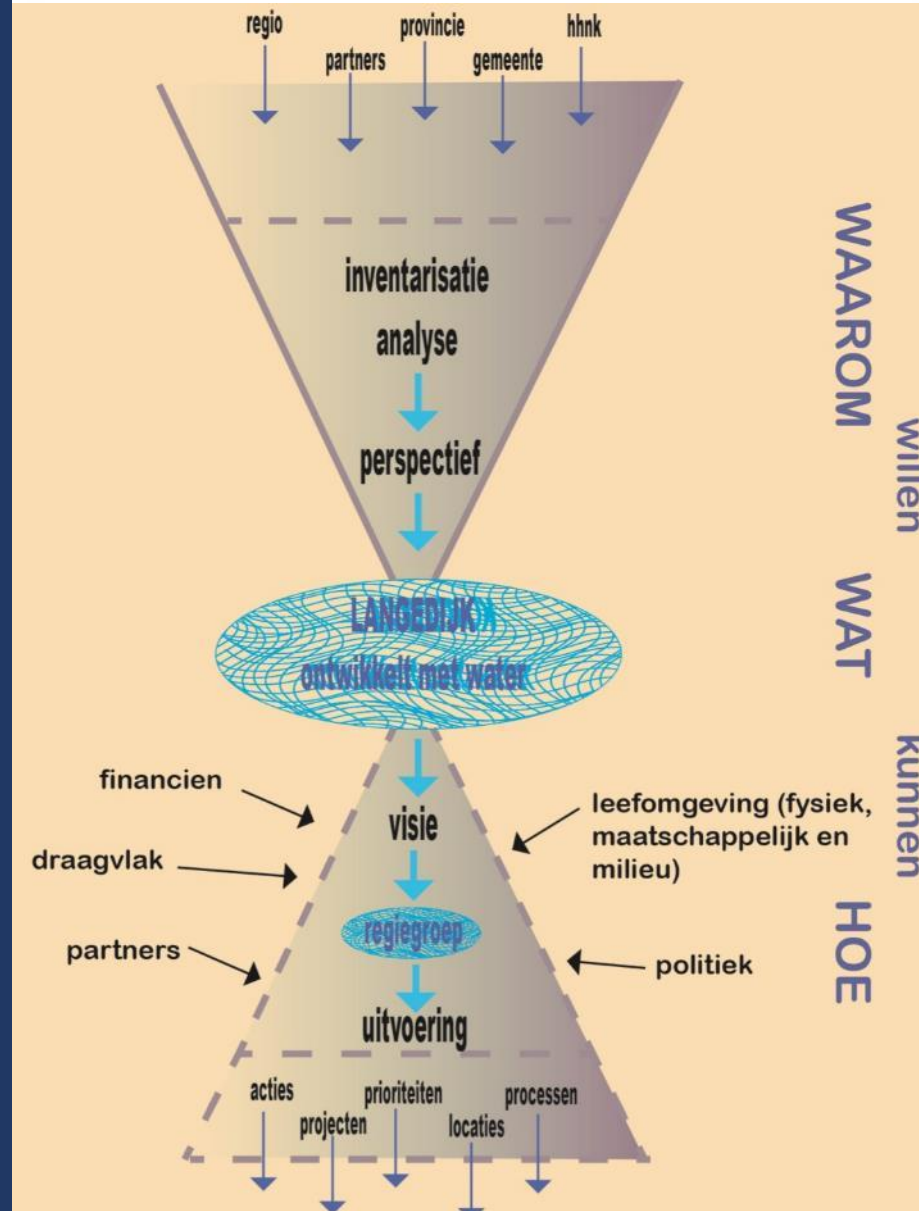 regio
provincie
hhnk
partners
gemeente
inventarisatie
analyse
perspectief
LANGEDIJK
ontwikkelt met water
visie
regiegroep
uitvoering
financien
draagvlak
partners
leefomgeving (fysiek,
maatschappelijk en
milieu)
politiek
acties
prioriteiten
processen
projecten
locaties
WAAROM
willen
WAT
kunnen
HOE